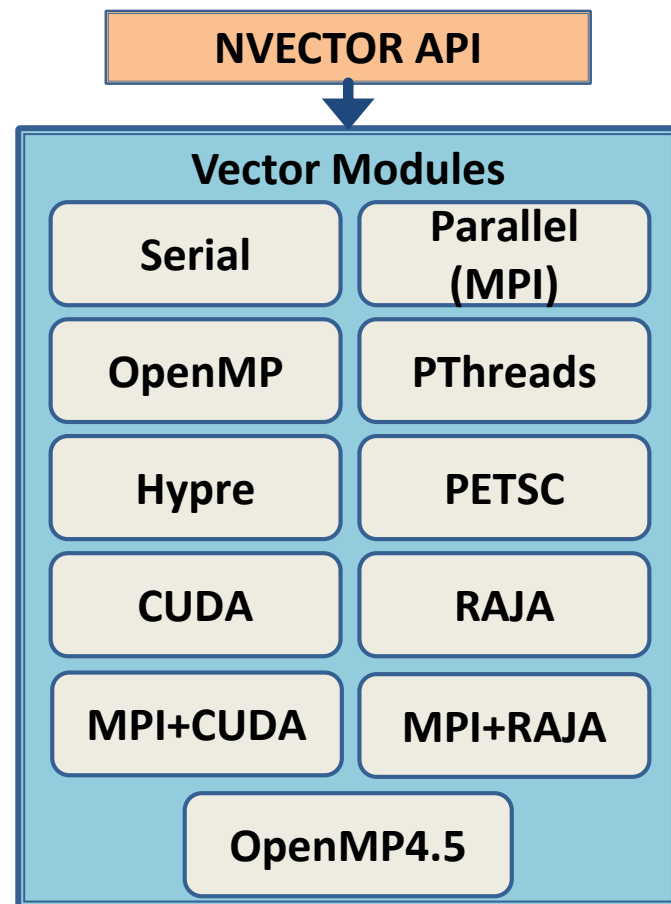 NVECTOR API
Vector Modules
Serial
Parallel
(MPI)
OpenMP
PThreads
Hypre
PETSC
CUDA
RAJA
MPI+CUDA
MPI+RAJA
OpenMP4.5